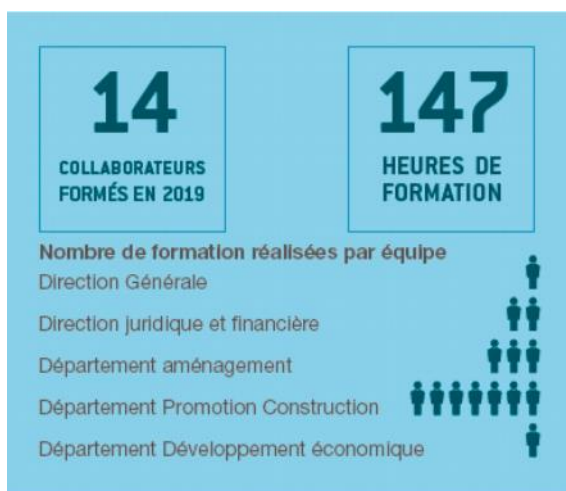 14
COLLABORATEURS
FORMÉS EN 2019
147
HEURES DE
FORMATION
Nombre de formation réalisées par équipe
Direction Générale
Direction juridique et financière
Département aménagement
Département Promotion Construction
Département Développement économique